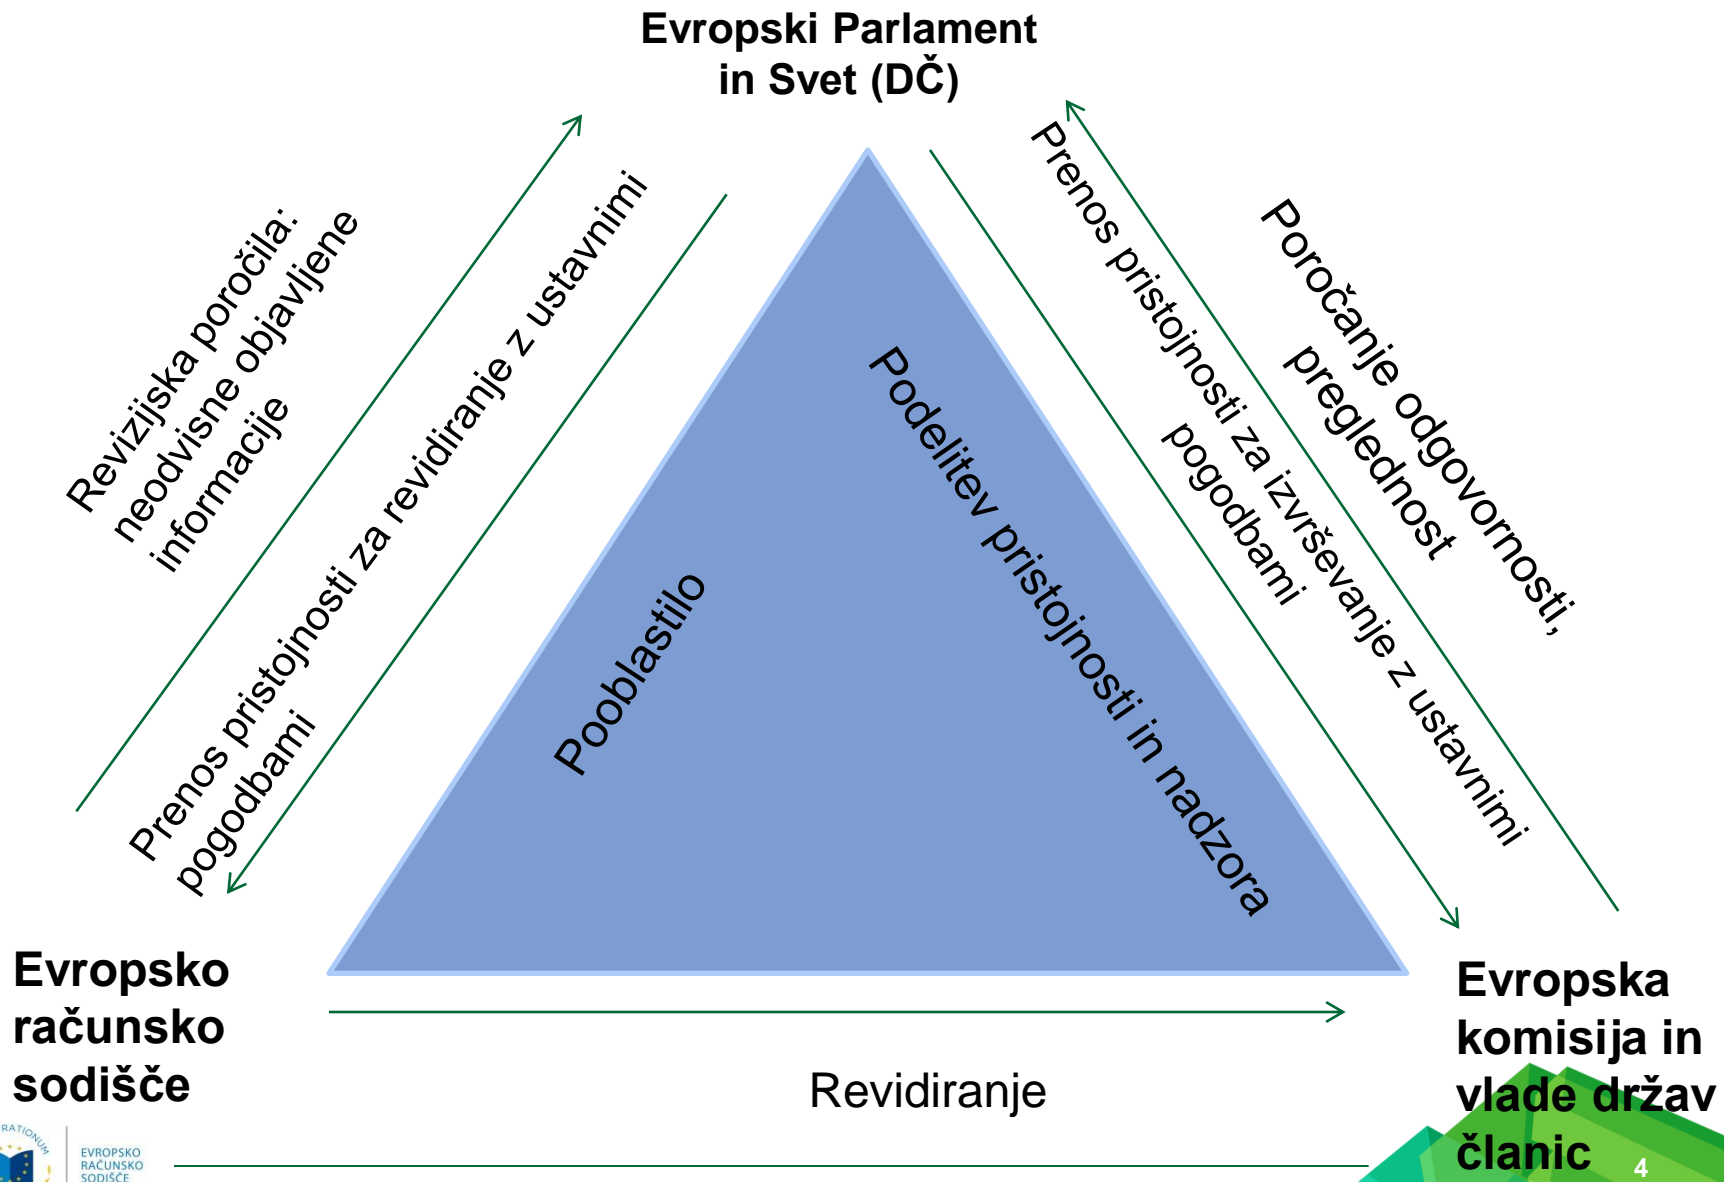 Evropski Parlament
in Svet (DČ)
Revizijska poročila:
neodvisne objavljene
informacije
Prenos pristojnosti za revidiranje z ustavnimi
pogodbami
Pooblastilo
Podelitev pristojnosti in nadzora
Prenos pristojnosti za izvrševanje z ustavnimi
pogodbami
Poročanje odgovornosti,
preglednost
Evropsko
računsko
sodišče
Revidiranje
Evropska
komisija in
vlade držav
članic
EVROPSKO
RAČUNSKO
SODIŠČE
4